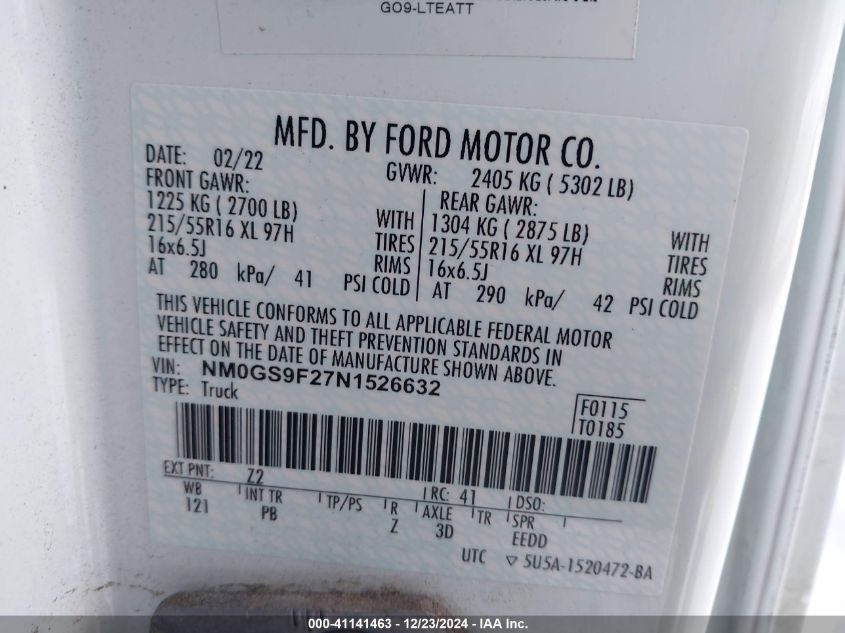 GO9-LTEATT
MFD. BY FORD MOTOR CO.
DATE: 02/22 GVWR: 2405 KG ( 5302 LB)
FRONT GAWR: REAR GAWR:
1225 KG ( 2700 LB) WITH 1304 KG ( 2875 LB) WITH
215/55R16 XL 97H TIRES 215/55R16 XL 97H TIRES
16x6.5J RIMS 16x6.5J RIMS
AT 280 kPa/ 41 PSI COLD AT 290 kPa/ 42 PSI COLD
THIS VEHICLE CONFORMS TO ALL APPLICABLE FEDERAL MOTOR
VEHICLE SAFETY AND THEFT PREVENTION STANDARDS IN
EFFECT ON THE DATE OF MANUFACTURE SHOWN ABOVE.
VIN: NM0GS9F27N1526632
TYPE: Truck
F0115
T0185
EXT PNT: Z2 RC: 41 DSO:
WB INT TR TP/PS R AXLE TR SPR
121 PB Z 3D EEDD
UTC ▽ 5U5A-1520472-BA
000-41141463 - 12/23/2024 - IAA Inc.